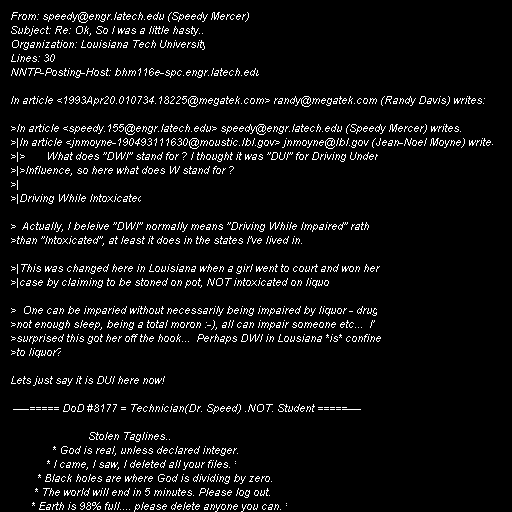 From: speedy@engr.latech.edu (Speedy Mercer)
Subject: Re: Ok, So I was a little hasty..
Organization: Louisiana Tech University
Lines: 30
NNTP-Posting-Host: bhm116e-spc.engr.latech.edu
In article <1993Apr20.010734.18225@megatek.com> randy@megatek.com (Randy Davis) writes:
>In article <speedy.155@engr.latech.edu> speedy@engr.latech.edu (Speedy Mercer) writes.
>|In article <jnmoyne-190493111630@moustic.lbl.gov> jnmoyne@lbl.gov (Jean-Noel Moyne) write
>|> What does "DWI" stand for ? I thought it was "DUI" for Driving Under
>|>Influence, so here what does W stand for ?
>|
>|Driving While Intoxicated
> Actually, I beleive "DWI" normally means "Driving While Impaired" rath
>than "Intoxicated", at least it does in the states I've lived in.
>|This was changed here in Louisiana when a girl went to court and won her
>|case by claiming to be stoned on pot, NOT intoxicated on liquo
> One can be imparied without necessarily being impaired by liquor - drug
>not enough sleep, being a total moron :-), all can impair someone etc... I'
>surprised this got her off the hook... Perhaps DWI in Lousiana *is* confine
>to liquor?
Lets just say it is DUI here now!
----===== DoD #8177 = Technician(Dr. Speed) .NOT. Student =====----
Stolen Taglines..
* God is real, unless declared integer.
* I came, I saw, I deleted all your files. *
* Black holes are where God is dividing by zero.
* The world will end in 5 minutes. Please log out.
* Earth is 98% full.... please delete anyone you can. *